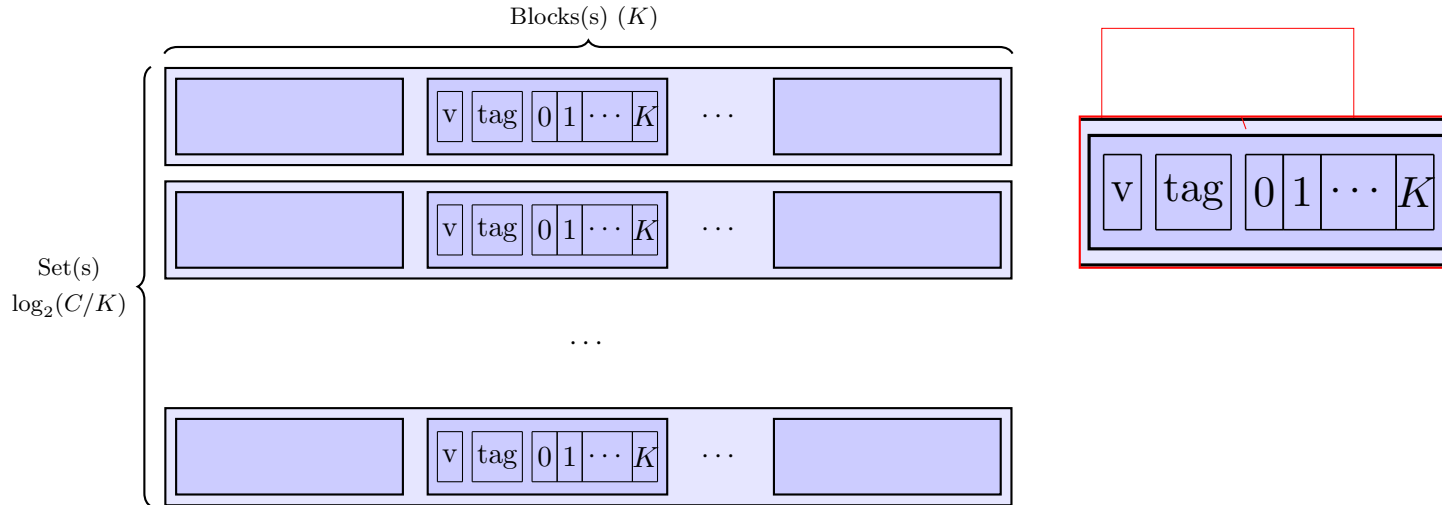 Blocks(s) (K)
v tag 0 1 ··· K ···
v tag 0 1 ··· K
v tag 0 1 ··· K ···
Set(s)
log₂(C/K)
···
v tag 0 1 ··· K ···